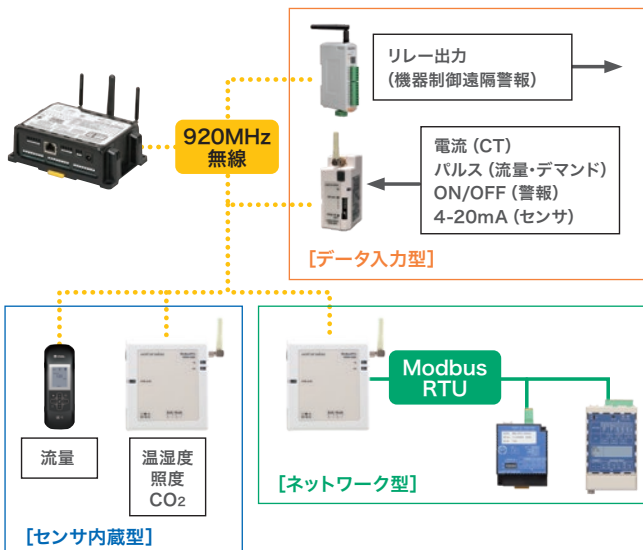 リレー出力
（機器制御遠隔警報）
920MHz
無線
電流（CT）
パルス（流量・デマンド）
ON/OFF（警報）
4-20mA（センサ）
［データ入力型］
Modbus
RTU
流量
温湿度
照度
CO2
［ネットワーク型］
［センサ内蔵型］